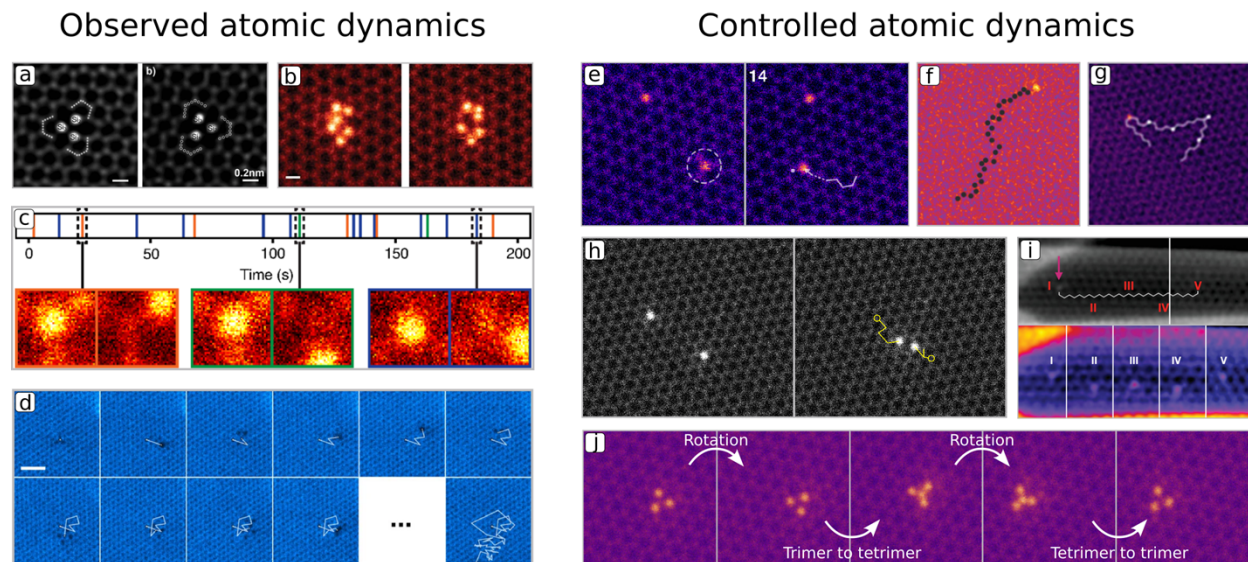 Observed atomic dynamics
Controlled atomic dynamics
a
b)
0.2nm
b
c
0 50 100 150 200
Time (s)
d
...
e
14
f
g
h
i
I III V
II IV
I II III IV V
j
Rotation Rotation
Trimer to tetrimer Tetrimer to trimer